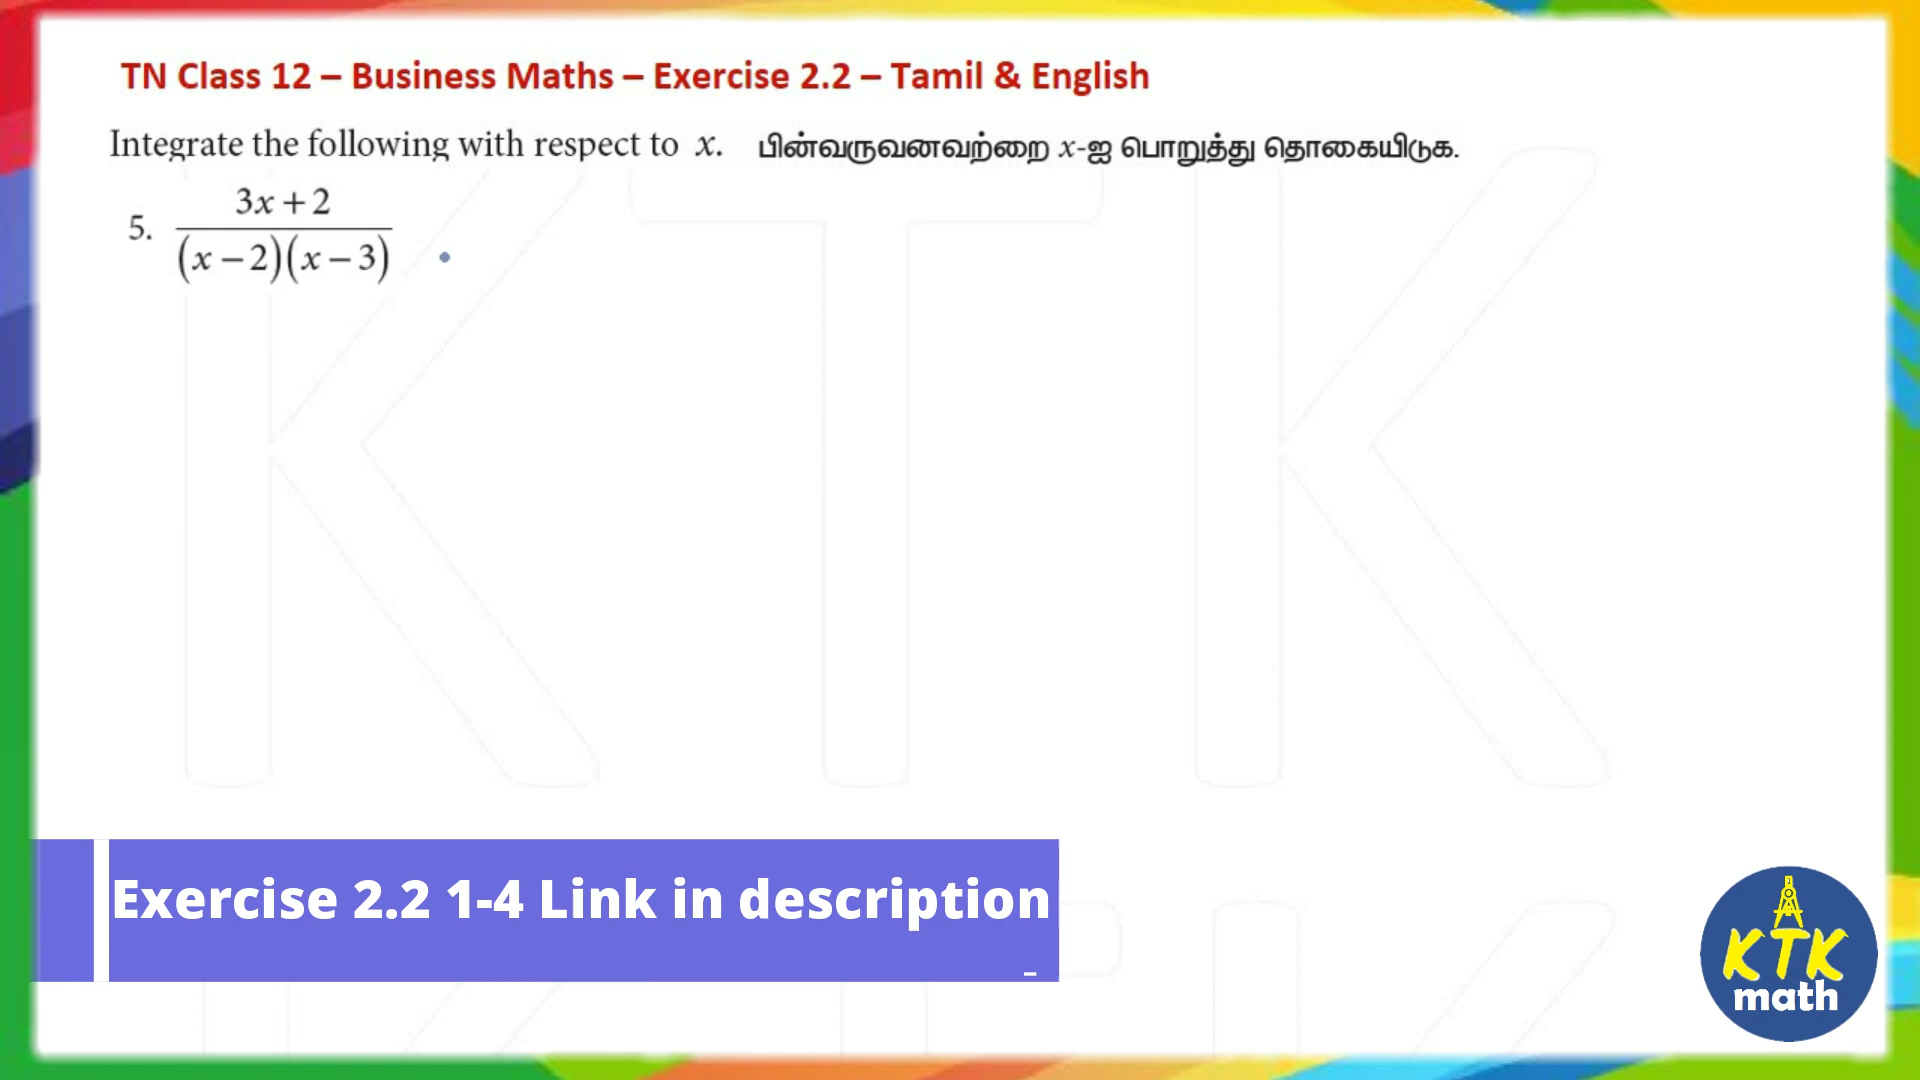 TN Class 12 – Business Maths – Exercise 2.2 – Tamil & English
Integrate the following with respect to x. பின்வருவனவற்றை x-ஐ பொறுத்து தொகையிடுக.
5. (3x + 2) / ((x – 2)(x – 3))
Exercise 2.2 1-4 Link in description
KTK
KTK
math